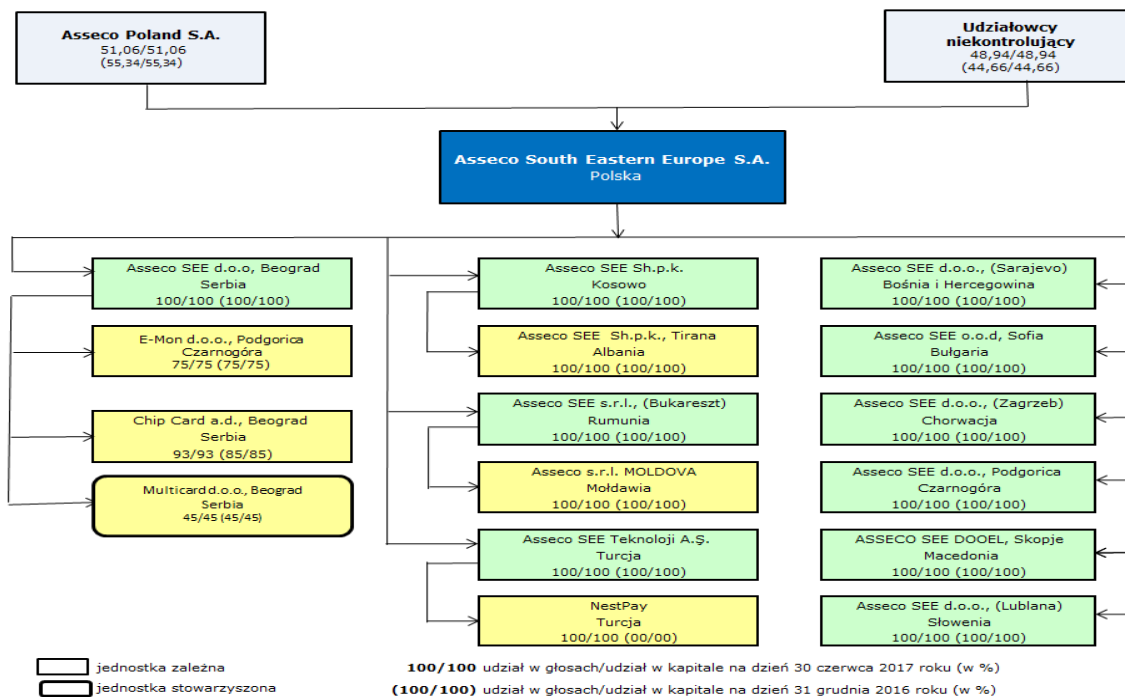 Asseco Poland S.A.
51,06/51,06
(55,34/55,34)
Udziałowcy
niekontrolujący
48,94/48,94
(44,66/44,66)
Asseco South Eastern Europe S.A.
Polska
Asseco SEE d.o.o, Beograd
Serbia
100/100 (100/100)
E-Mon d.o.o., Podgorica
Czarnogóra
75/75 (75/75)
Chip Card a.d., Beograd
Serbia
93/93 (85/85)
Multicard d.o.o., Beograd
Serbia
45/45 (45/45)
Asseco SEE Sh.p.k.
Kosowo
100/100 (100/100)
Asseco SEE Sh.p.k., Tirana
Albania
100/100 (100/100)
Asseco SEE s.r.l., (Bukareszt)
Rumunia
100/100 (100/100)
Asseco s.r.l. MOLDOVA
Mołdawia
100/100 (100/100)
Asseco SEE Teknoloji A.Ş.
Turcja
100/100 (100/100)
NestPay
Turcja
100/100 (00/00)
Asseco SEE d.o.o., (Sarajevo)
Bośnia i Hercegowina
100/100 (100/100)
Asseco SEE o.o.d, Sofia
Bułgaria
100/100 (100/100)
Asseco SEE d.o.o., (Zagrzeb)
Chorwacja
100/100 (100/100)
Asseco SEE d.o.o., Podgorica
Czarnogóra
100/100 (100/100)
ASSECO SEE DOOEL, Skopje
Macedonia
100/100 (100/100)
Asseco SEE d.o.o., (Lublana)
Słowenia
100/100 (100/100)
jednostka zależna
100/100 udział w głosach/udział w kapitale na dzień 30 czerwca 2017 roku (w %)
jednostka stowarzyszona
(100/100) udział w głosach/udział w kapitale na dzień 31 grudnia 2016 roku (w %)